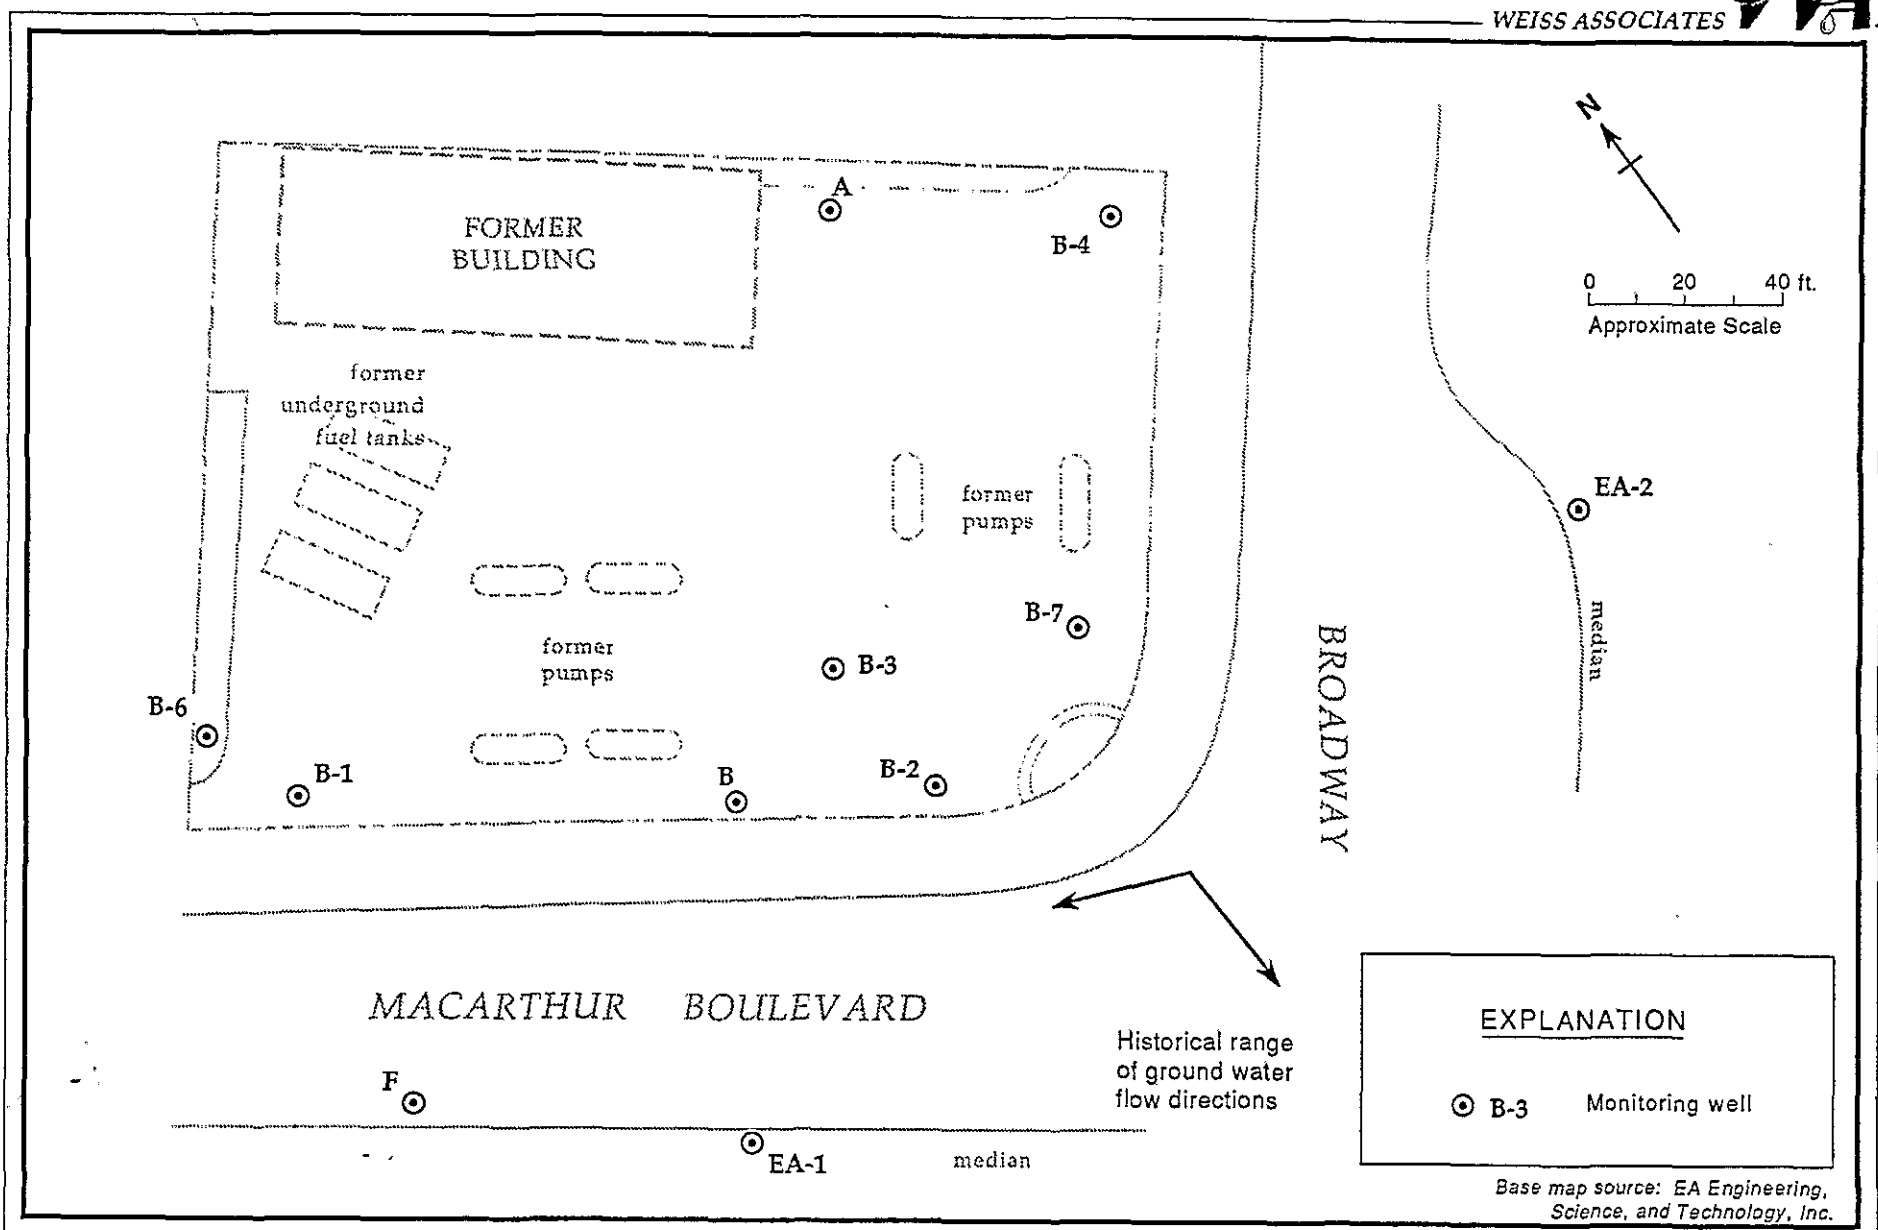 WEISS ASSOCIATES
N
0 20 40 ft.
Approximate Scale
A
B-4
FORMER
BUILDING
former
underground
fuel tanks
former
pumps
EA-2
median
B-7
B-3
former
pumps
BROADWAY
B-6
B-1
B
B-2
MACARTHUR BOULEVARD
Historical range
of ground water
flow directions
F
EA-1
median
EXPLANATION
B-3 Monitoring well
Base map source: EA Engineering,
Science, and Technology, Inc.